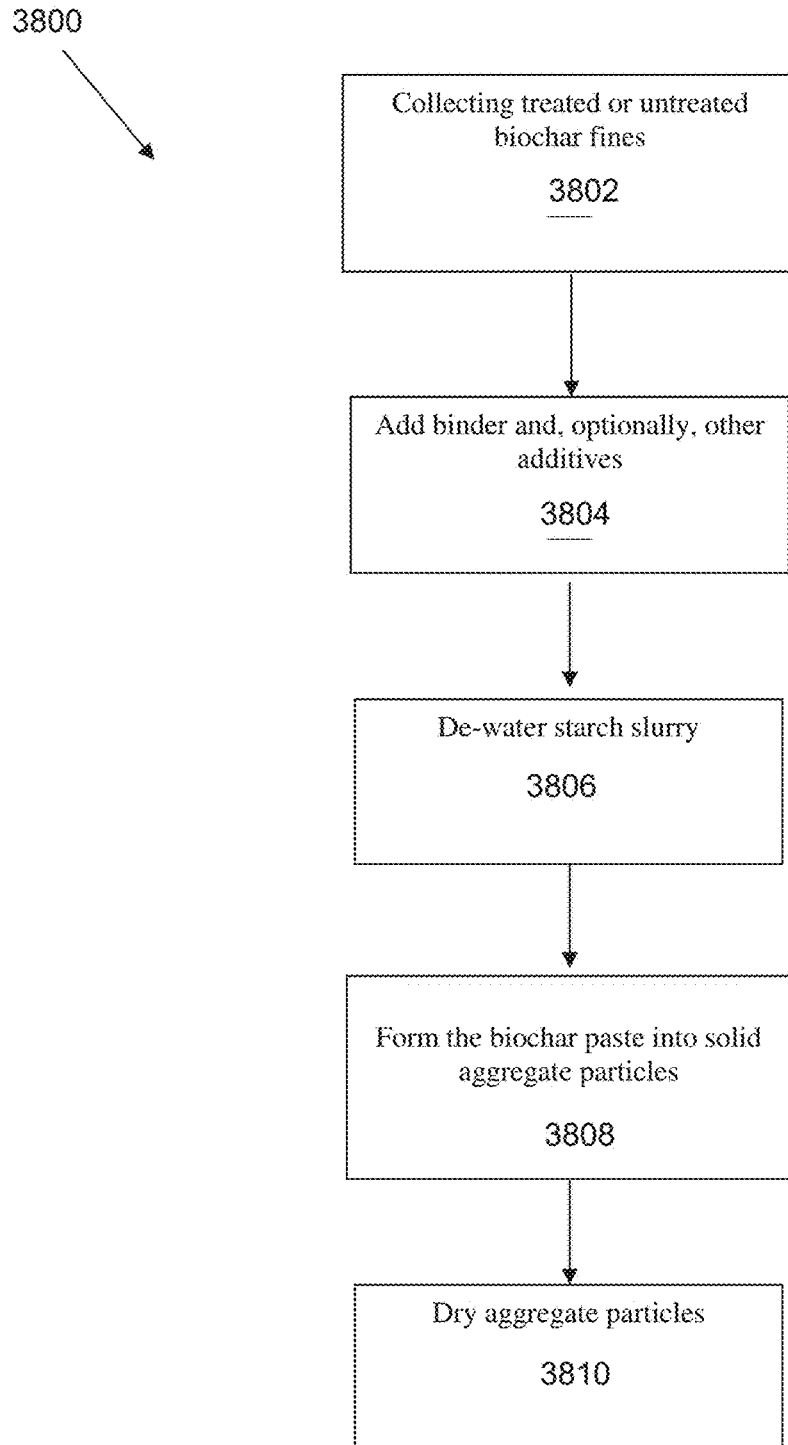 3800
Collecting treated or untreated
biochar fines
3802
Add binder and, optionally, other
additives
3804
De-water starch slurry
3806
Form the biochar paste into solid
aggregate particles
3808
Dry aggregate particles
3810